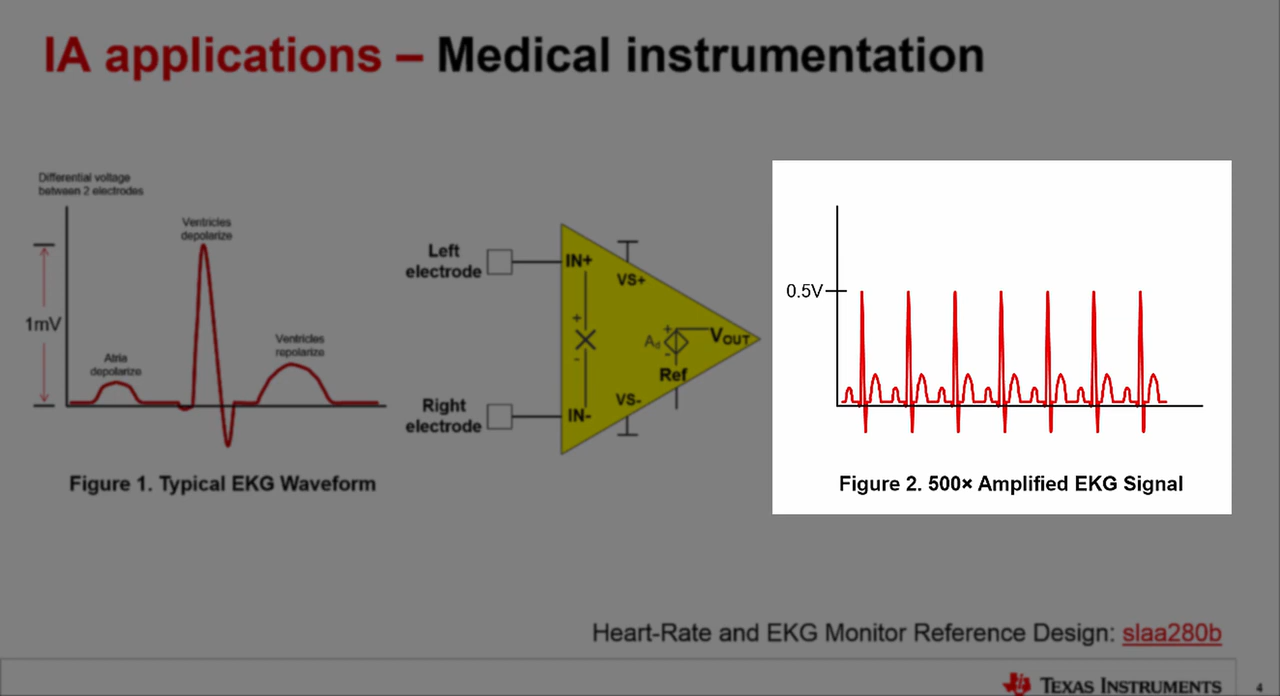 IA applications – Medical instrumentation
Differential voltage
between 2 electrodes
Ventricles
depolarize
1mV
Atria
depolarize
Ventricles
repolarize
Figure 1. Typical EKG Waveform
Left
electrode
Right
electrode
IN+
VS+
+
-
Ad
+
-
VOUT
Ref
VS-
IN-
0.5V
Figure 2. 500× Amplified EKG Signal
Heart-Rate and EKG Monitor Reference Design: slaa280b
TEXAS INSTRUMENTS
4